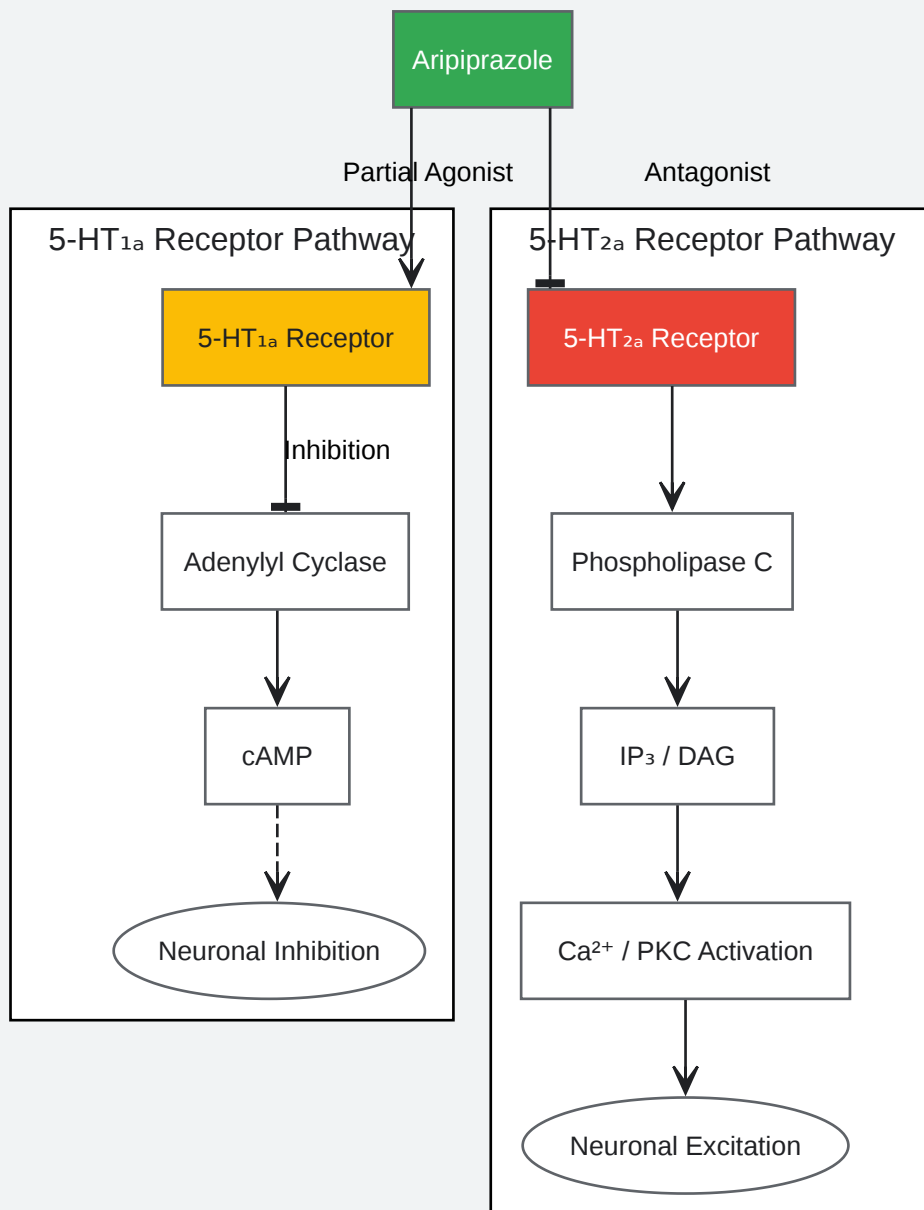 Aripiprazole
Partial Agonist
Antagonist
5-HT₁ₐ Receptor Pathway
5-HT₂ₐ Receptor Pathway
5-HT₁ₐ Receptor
5-HT₂ₐ Receptor
Inhibition
Adenylyl Cyclase
Phospholipase C
cAMP
IP₃ / DAG
Neuronal Inhibition
Ca²⁺ / PKC Activation
Neuronal Excitation